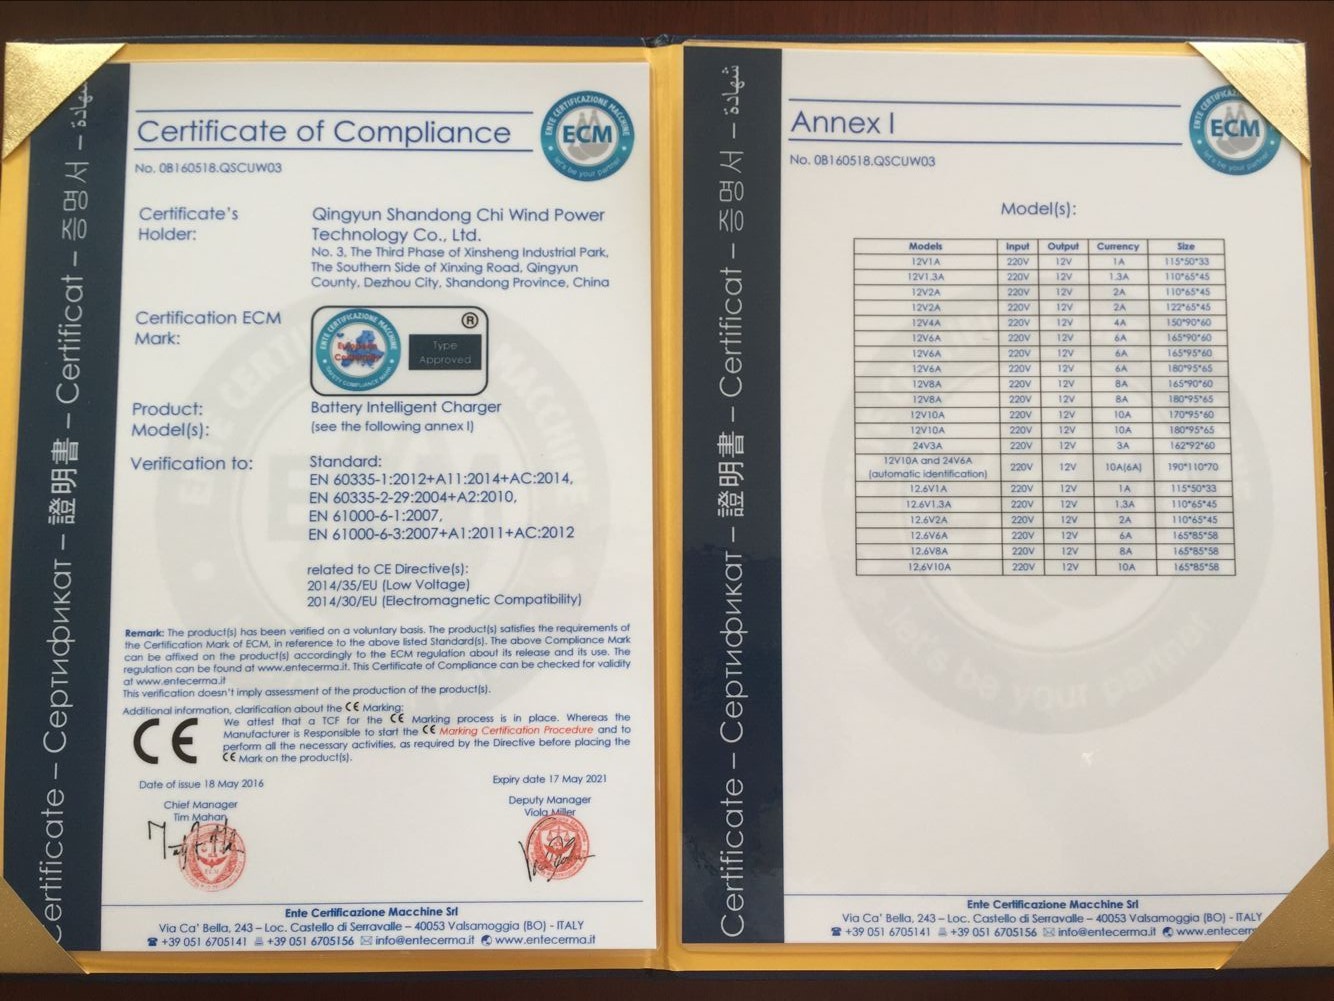 Certificate of Compliance
No. 0B160518.QSCUW03
ENTE CERTIFICAZIONE MACCHINE
ECM
let's be your partner
Certificate's
Holder:
Qingyun Shandong Chi Wind Power
Technology Co., Ltd.
No. 3, The Third Phase of Xinsheng Industrial Park,
The Southern Side of Xinxing Road, Qingyun
County, Dezhou City, Shandong Province, China
Certification ECM
Mark:
ENTE CERTIFICAZIONE MACCHINE
European
SAFETY COMPLIANCE MARK
®
Type
Approved
Product:
Battery Intelligent Charger
Model(s):
(see the following annex I)
Verification to:
Standard:
EN 60335-1:2012+A11:2014+AC:2014,
EN 60335-2-29:2004+A2:2010,
EN 61000-6-1:2007,
EN 61000-6-3:2007+A1:2011+AC:2012
related to CE Directive(s):
2014/35/EU (Low Voltage)
2014/30/EU (Electromagnetic Compatibility)
Remark: The product(s) has been verified on a voluntary basis. The product(s) satisfies the requirements of
the Certification Mark of ECM, in reference to the above listed Standard(s). The above Compliance Mark
can be affixed on the product(s) accordingly to the ECM regulation about its release and its use. The
regulation can be found at www.entecerma.it. This Certificate of Compliance can be checked for validity
at www.entecerma.it
This verification doesn't imply assessment of the production of the product(s).
Additional information, clarification about the CE Marking:
CE
We attest that a TCF for the CE Marking process is in place. Whereas the
Manufacturer is Responsible to start the CE Marking Certification Procedure and to
perform all the necessary activities, as required by the Directive before placing the
CE Mark on the product(s).
Date of issue 18 May 2016
Expiry date 17 May 2021
Chief Manager
Tim Mahan
Deputy Manager
Viola Miller
Ente Certificazione Macchine Srl
Via Ca' Bella, 243 – Loc. Castello di Serravalle – 40053 Valsamoggia (BO) - ITALY
+39 051 6705141 +39 051 6705156 info@entecerma.it www.entecerma.it
Certificate – Сертификат – 證明書 – Certificat – 증명서 – شهادة
Annex I
No. 0B160518.QSCUW03
ECM
let's be your partner
Model(s):
Models Input Output Currency Size
12V1A 220V 12V 1A 115*50*33
12V1.3A 220V 12V 1.3A 110*65*45
12V2A 220V 12V 2A 110*65*45
12V2A 220V 12V 2A 122*65*45
12V4A 220V 12V 4A 150*90*60
12V6A 220V 12V 6A 165*90*60
12V6A 220V 12V 6A 165*95*60
12V6A 220V 12V 6A 180*95*65
12V8A 220V 12V 8A 165*90*60
12V8A 220V 12V 8A 180*95*65
12V10A 220V 12V 10A 170*95*60
12V10A 220V 12V 10A 180*95*65
24V3A 220V 12V 3A 162*92*60
12V10A and 24V6A
(automatic identification) 220V 12V 10A(6A) 190*110*70
12.6V1A 220V 12V 1A 115*50*33
12.6V1.3A 220V 12V 1.3A 110*65*45
12.6V2A 220V 12V 2A 110*65*45
12.6V6A 220V 12V 6A 165*85*58
12.6V8A 220V 12V 8A 165*85*58
12.6V10A 220V 12V 10A 165*85*58
Ente Certificazione Macchine Srl
Via Ca' Bella, 243 – Loc. Castello di Serravalle – 40053 Valsamoggia (BO) - ITALY
+39 051 6705141 +39 051 6705156 info@entecerma.it www.entecerm
Certificate – Сертификат – 證明書 – Certificat – 증명서 – شهادة